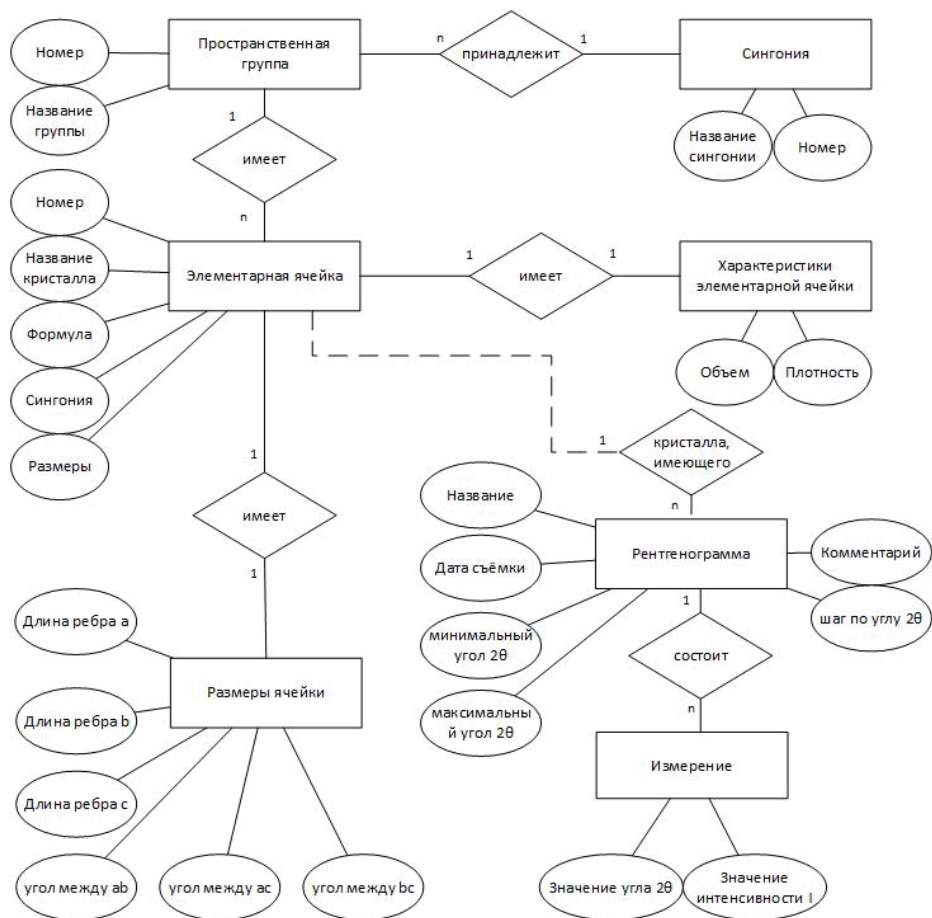 Номер
Пространственная
группа
n
принадлежит
1
Сингония
Название
группы
1
Название
сингонии
Номер
имеет
Номер
n
Название
кристалла
Элементарная ячейка
1
имеет
1
Характеристики
элементарной ячейки
Формула
Объем
Плотность
Сингония
1
кристалла,
имеющего
Размеры
1
Название
n
имеет
Рентгенограмма
Комментарий
Дата съёмки
1
1
шаг по углу 2θ
Длина ребра a
минимальный
угол 2θ
состоит
Размеры ячейки
Длина ребра b
максимальны
й угол 2θ
n
Измерение
Длина ребра c
угол между ab
угол между ac
угол между bc
Значение угла 2θ
Значение
интенсивности I